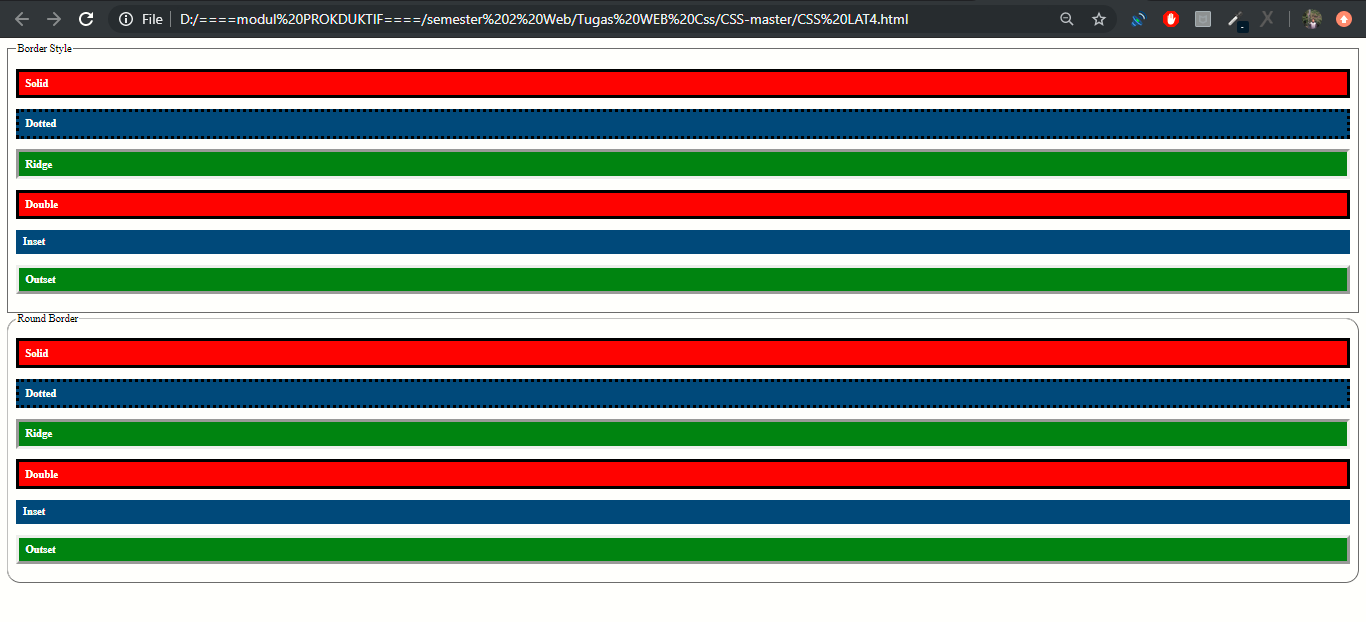 File
D:/====modul%20PROKDUKTIF====/semester%202%20Web/Tugas%20WEB%20Css/CSS-master/CSS%20LAT4.html
Border Style
Solid
Dotted
Ridge
Double
Inset
Outset
Round Border
Solid
Dotted
Ridge
Double
Inset
Outset